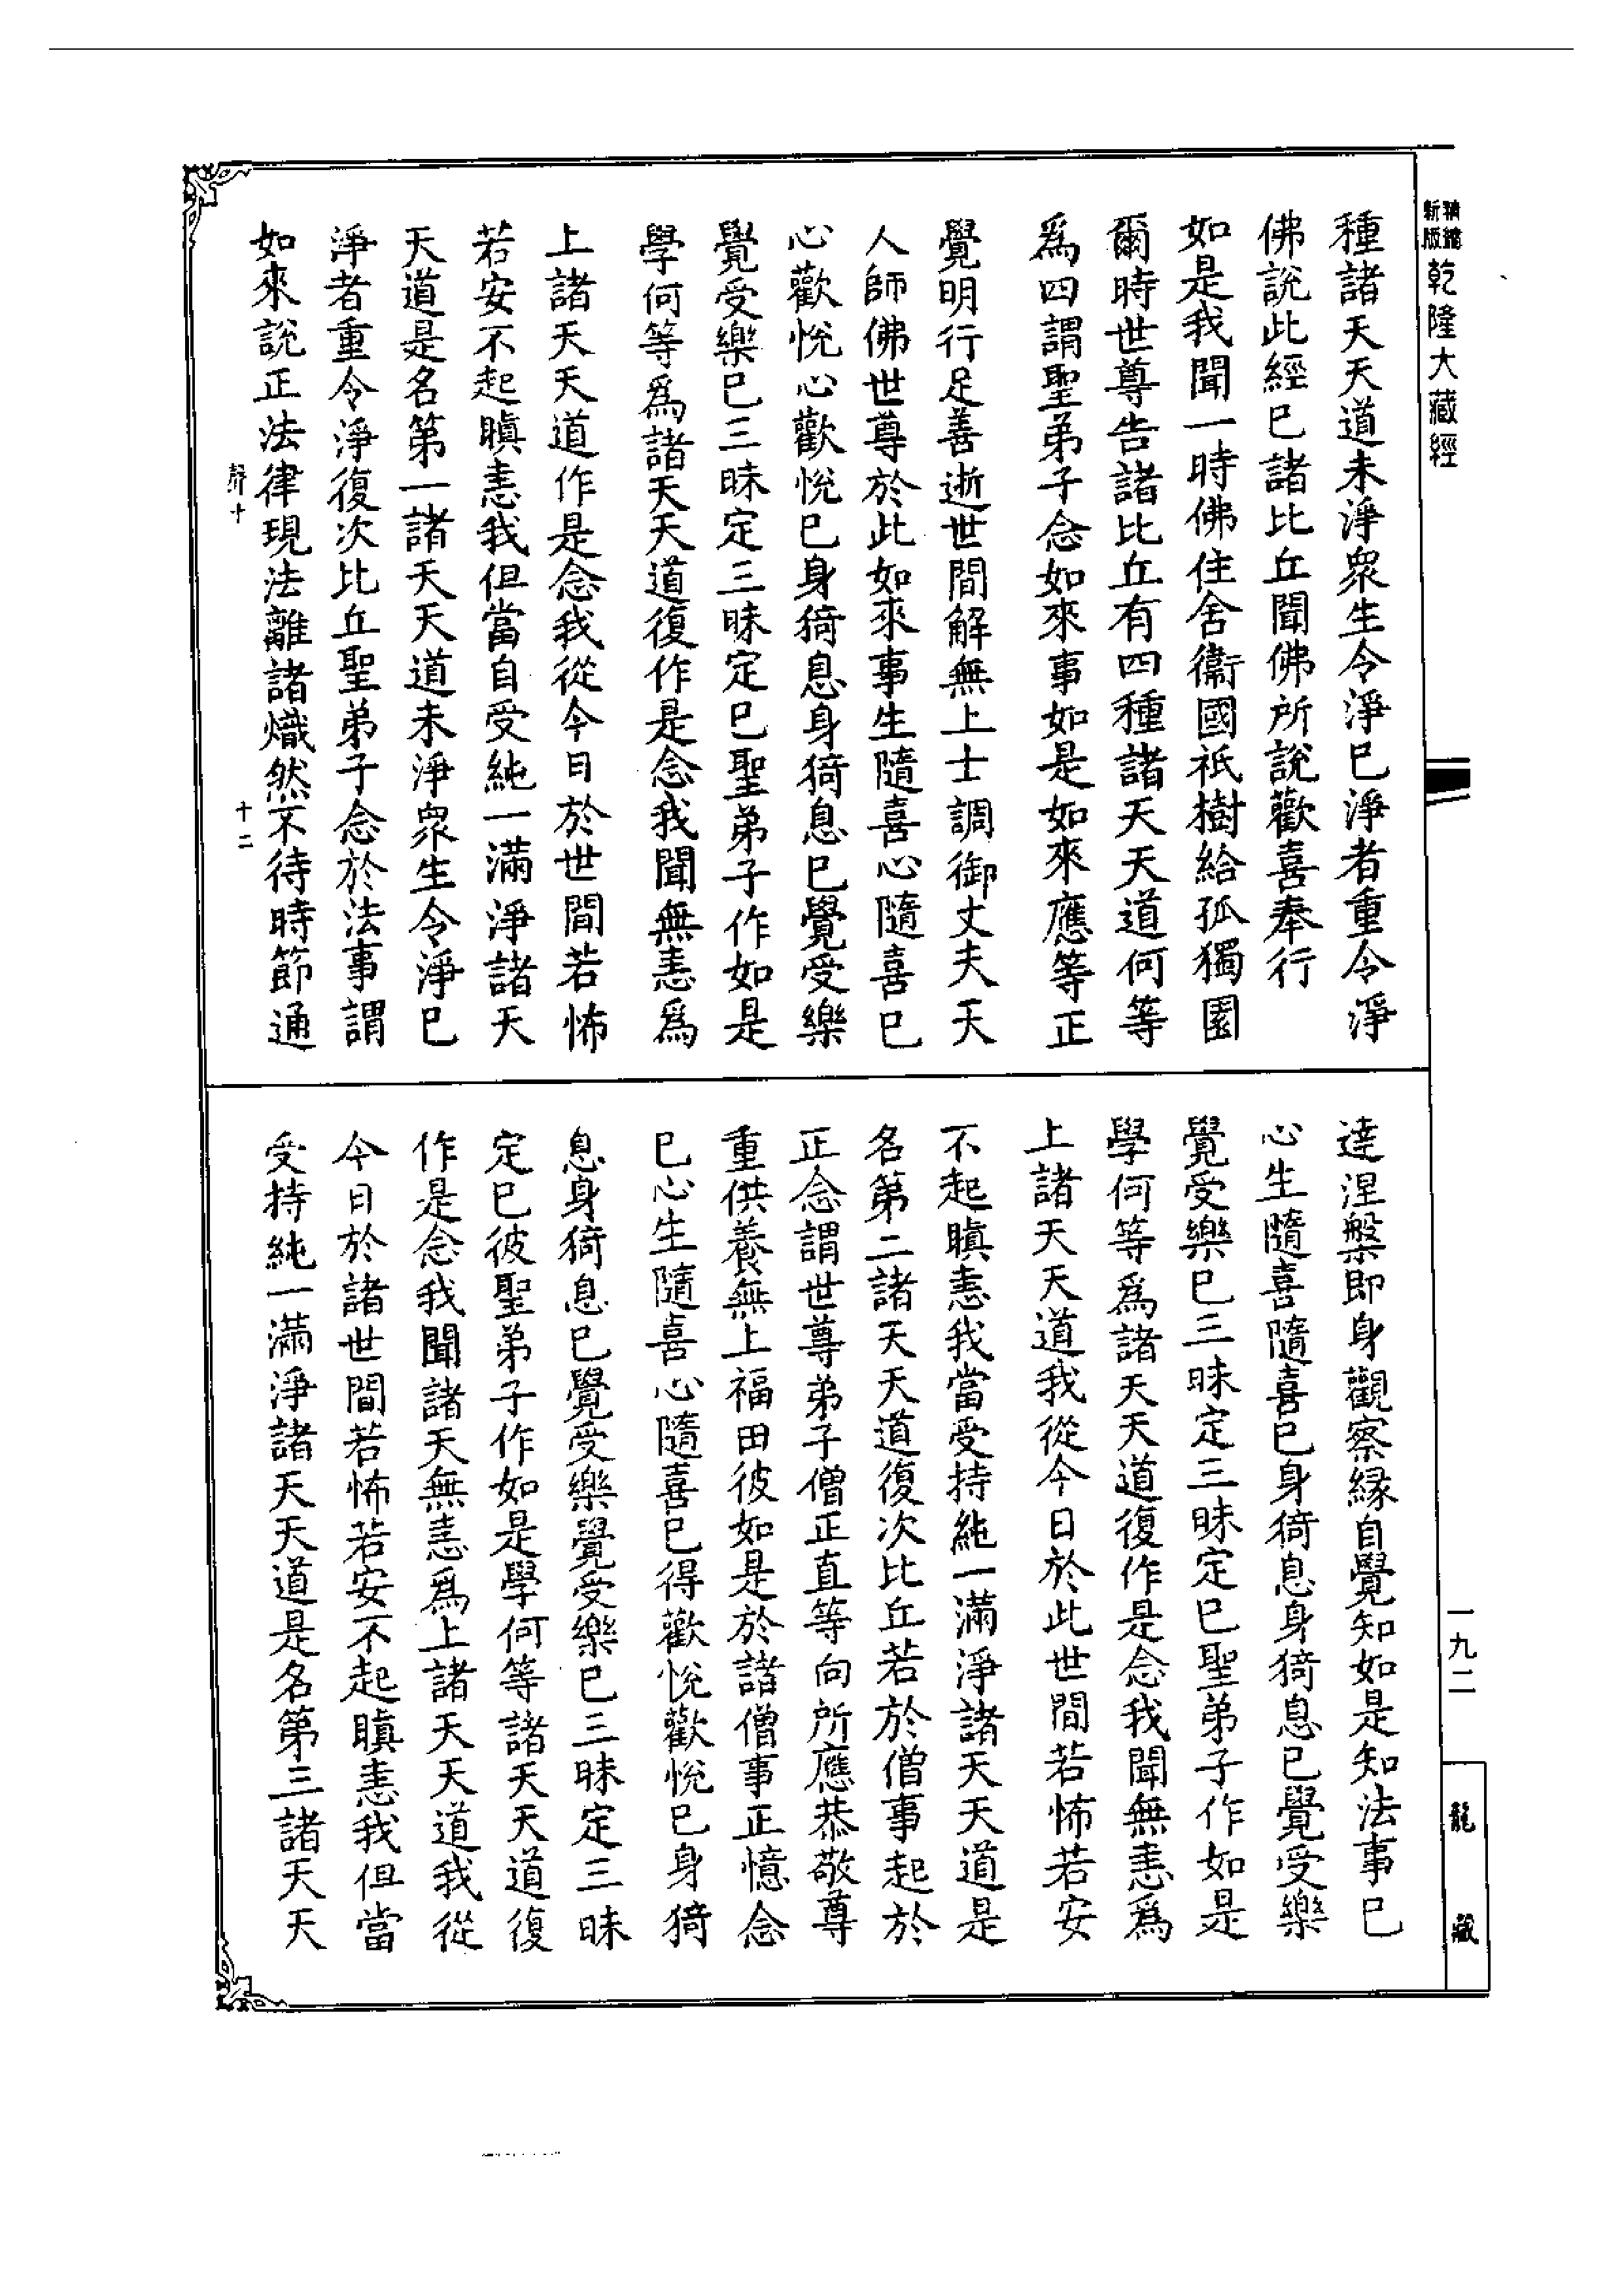 精縮新版乾隆大藏經
種諸天天道未淨衆生令淨巳淨者重令淨
佛說此經巳諸比丘聞佛所說歡喜奉行
如是我聞一時佛住舍衞國祇樹給孤獨園
爾時世尊告諸比丘有四種諸天天道何等
爲四謂聖弟子念如來事如是如來應等正
覺明行足善逝世間解無上士調御丈夫天
人師佛世尊於此如來事生隨喜心隨喜巳
心歡悅心歡悅巳身猗息身猗息巳覺受樂
覺受樂巳三昧定三昧定巳聖弟子作如是
學何等爲諸天天道復作是念我聞無恚爲
上諸天天道作是念我從今日於世間若怖
若安不起瞋恚我但當自受純一滿淨諸天
天道是名第一諸天天道未淨衆生令淨巳
淨者重令淨復次比丘聖弟子念於法事謂
如來說正法律現法離諸熾然不待時節通
聲十 十二
達涅槃即身觀察緣自覺知如是知法事巳
心生隨喜隨喜巳身猗息身猗息巳覺受樂
覺受樂巳三昧定三昧定巳聖弟子作如是
學何等爲諸天天道復作是念我聞無恚爲
上諸天天道我從今日於此世間若怖若安
不起瞋恚我當受持純一滿淨諸天天道是
名第二諸天天道復次比丘若於僧事起於
正念謂世尊弟子僧正直等向所應恭敬尊
重供養無上福田彼如是於諸僧事正憶念
巳心生隨喜心隨喜巳得歡悅歡悅巳身猗
息身猗息巳覺受樂覺受樂巳三昧定三昧
定巳彼聖弟子作如是學何等諸天天道復
作是念我聞諸天無恚爲上諸天天道我從
今日於諸世間若怖若安不起瞋恚我但當
受持純一滿淨諸天天道是名第三諸天天
一九二
龍藏